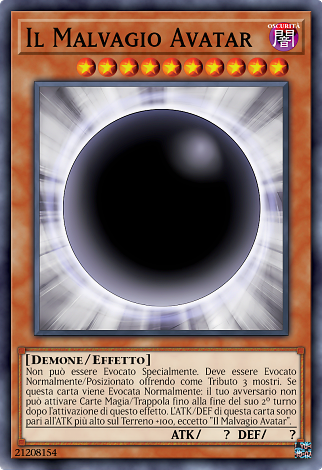 Il Malvagio Avatar
OSCURITÀ
闇
[Demone/Effetto]
Non può essere Evocato Specialmente. Deve essere Evocato
Normalmente/Posizionato offrendo come Tributo 3 mostri. Se
questa carta viene Evocata Normalmente: il tuo avversario non
può attivare Carte Magia/Trappola fino alla fine del suo 2° turno
dopo l'attivazione di questo effetto. L'ATK/DEF di questa carta sono
pari all'ATK più alto sul Terreno +100, eccetto "Il Malvagio Avatar".
ATK/ ? DEF/ ?
21208154